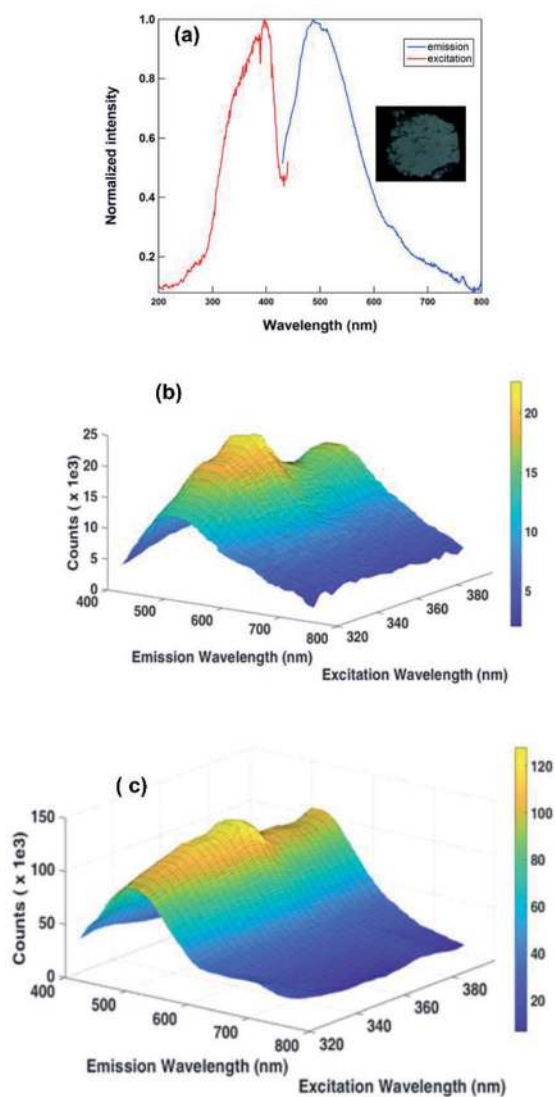 (a)
emission
excitation
1.0
0.8
0.6
0.4
0.2
Normalized intensity
200 300 400 500 600 700 800
Wavelength (nm)
(b)
25
20
15
10
5
0
Counts ( x 1e3)
400 500 600 700 800
Emission Wavelength (nm)
320 340 360 380
Excitation Wavelength (nm)
20
15
10
5
( c)
150
100
50
0
Counts ( x 1e3)
400 500 600 700 800
Emission Wavelength (nm)
320 340 360 380
Excitation Wavelength (nm)
120
100
80
60
40
20